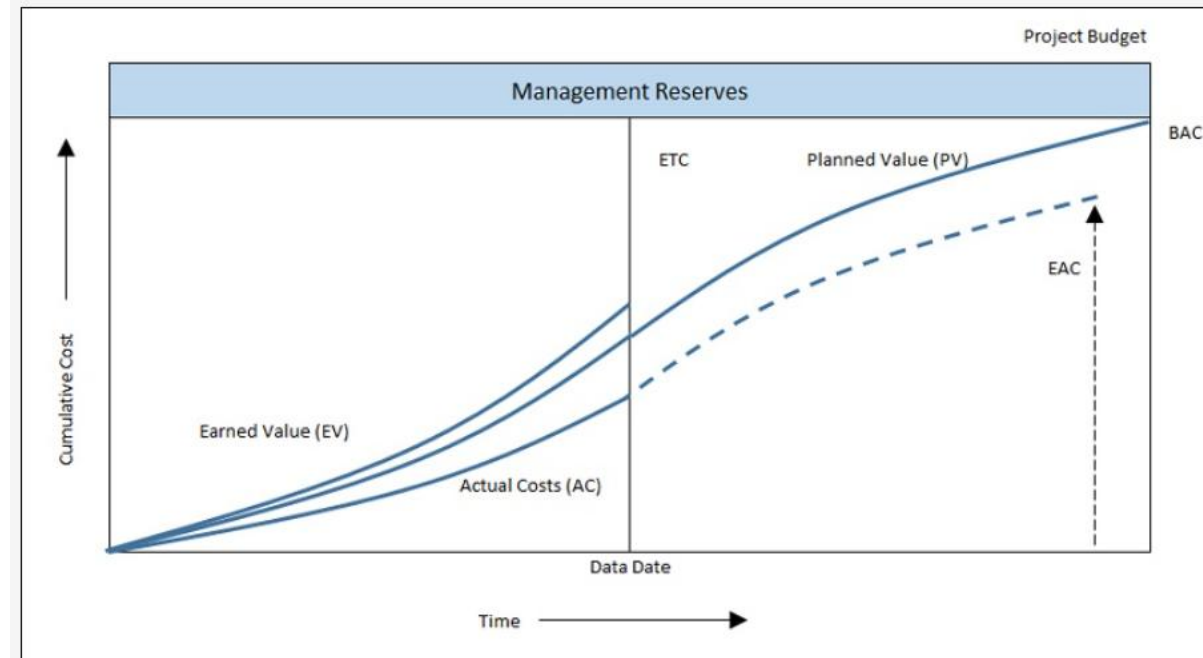 Project Budget
Management Reserves
BAC
ETC
Planned Value (PV)
EAC
Cumulative Cost
Earned Value (EV)
Actual Costs (AC)
Data Date
Time